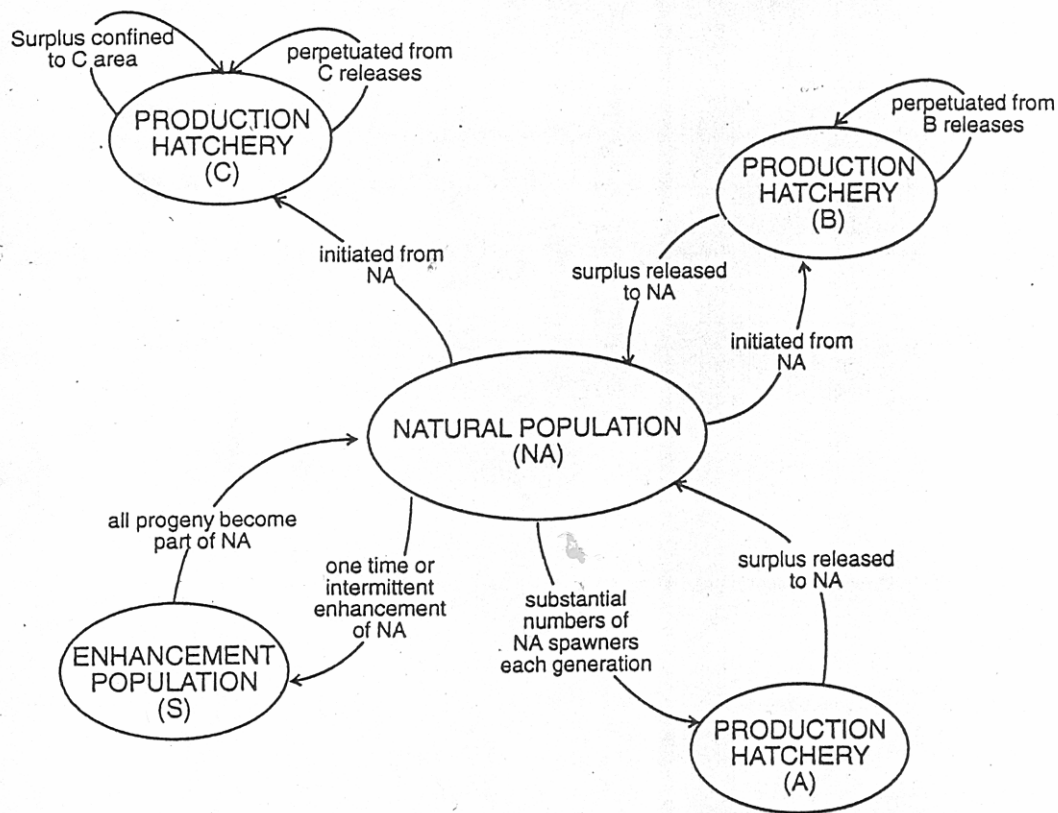 Surplus confined
to C area
perpetuated from
C releases
PRODUCTION
HATCHERY
(C)
perpetuated from
B releases
PRODUCTION
HATCHERY
(B)
initiated from
NA
surplus released
to NA
initiated from
NA
NATURAL POPULATION
(NA)
all progeny become
part of NA
one time or
intermittent
enhancement
of NA
substantial
numbers of
NA spawners
each generation
surplus released
to NA
ENHANCEMENT
POPULATION
(S)
PRODUCTION
HATCHERY
(A)